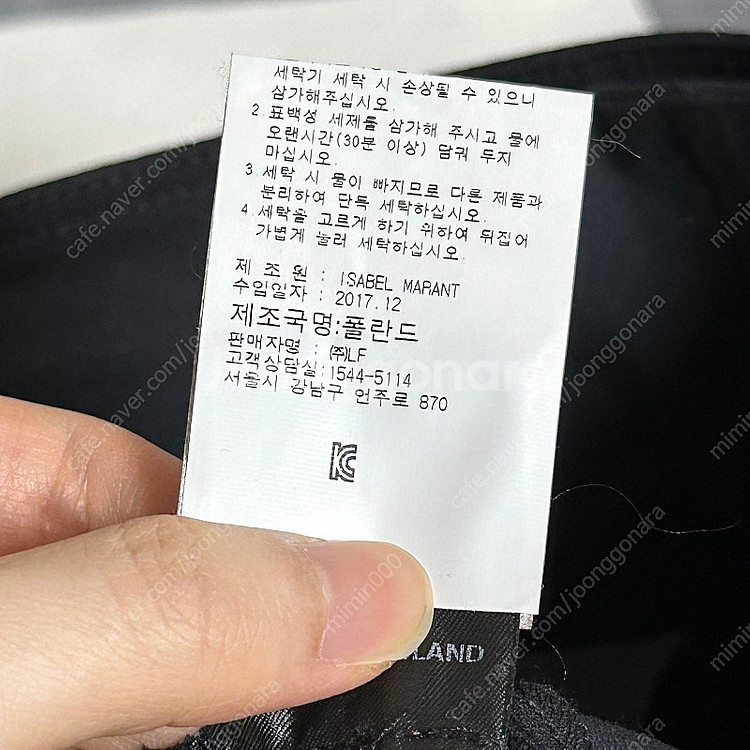 세탁기 세탁 시 손상될 수 있으니
삼가해주십시오.
2. 표백성 세제를 삼가해 주시고 물에
오랜시간(30분 이상) 담궈 두지
마십시오.
3. 세탁 시 물이 빠지므로 다른 제품과
분리하여 단독 세탁하십시오.
4. 세탁을 고르게 하기 위하여 뒤집어
가볍게 눌러 세탁하십시오.
제 조 원 : ISABEL MARANT
수입일자 : 2017.12
제조국명:폴란드
판매자명 : ㈜LF
고객상담실:1544-5114
서울시 강남구 언주로 870
KC
LAND
mimin000
cafe.naver.com/joonggonara